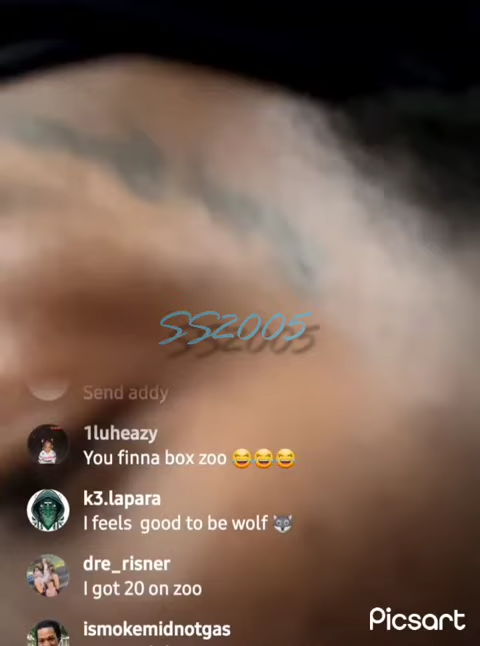 SS2005
Send addy
1luheazy
You finna box zoo 😂😂😂
k3.lapara
I feels good to be wolf 🐺
dre_risner
I got 20 on zoo
ismokemidnotgas
Picsart